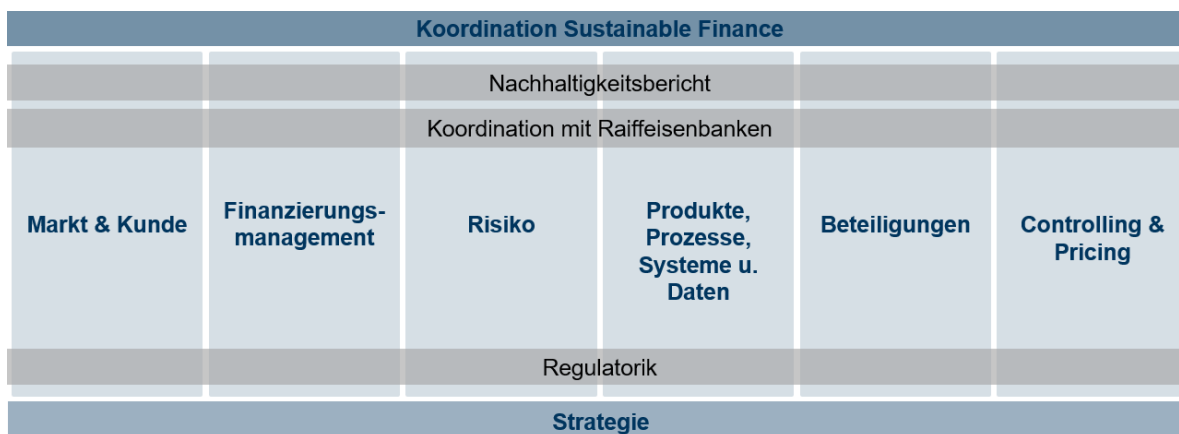 Koordination Sustainable Finance
Nachhaltigkeitsbericht
Koordination mit Raiffeisenbanken
Markt & Kunde
Finanzierungs-
management
Risiko
Produkte,
Prozesse,
Systeme u.
Daten
Beteiligungen
Controlling &
Pricing
Regulatorik
Strategie